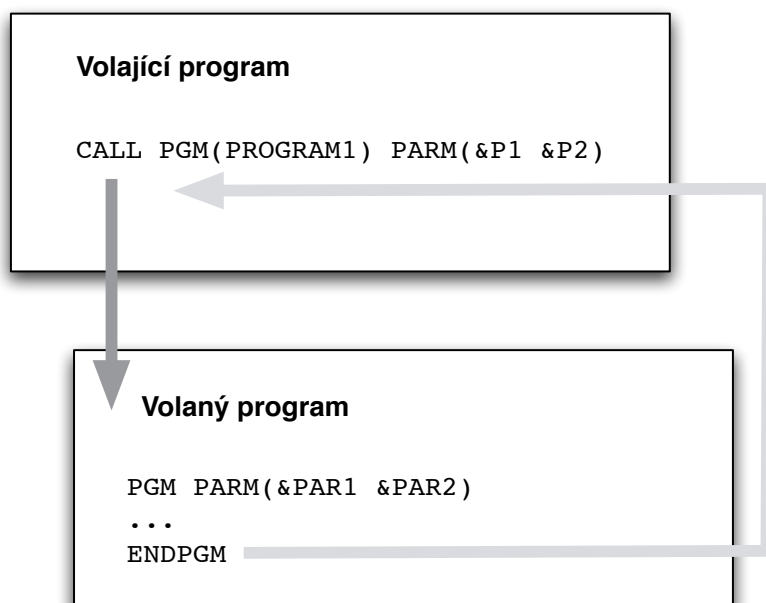 Volající program
CALL PGM(PROGRAM1) PARM(&P1 &P2)
Volaný program
PGM PARM(&PAR1 &PAR2)
...
ENDPGM